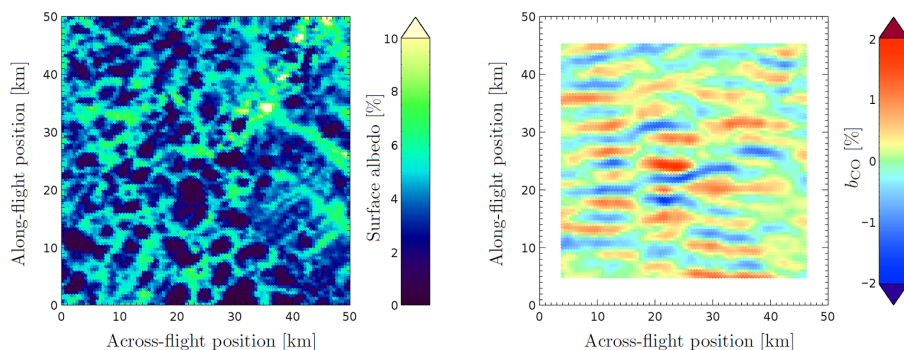 50
40
30
20
10
0
0 10 20 30 40 50
Along-flight position [km]
Across-flight position [km]
10
8
6
4
2
0
Surface albedo [%]
50
40
30
20
10
0
0 10 20 30 40 50
Along-flight position [km]
Across-flight position [km]
2
1
0
−1
−2
bCO [%]